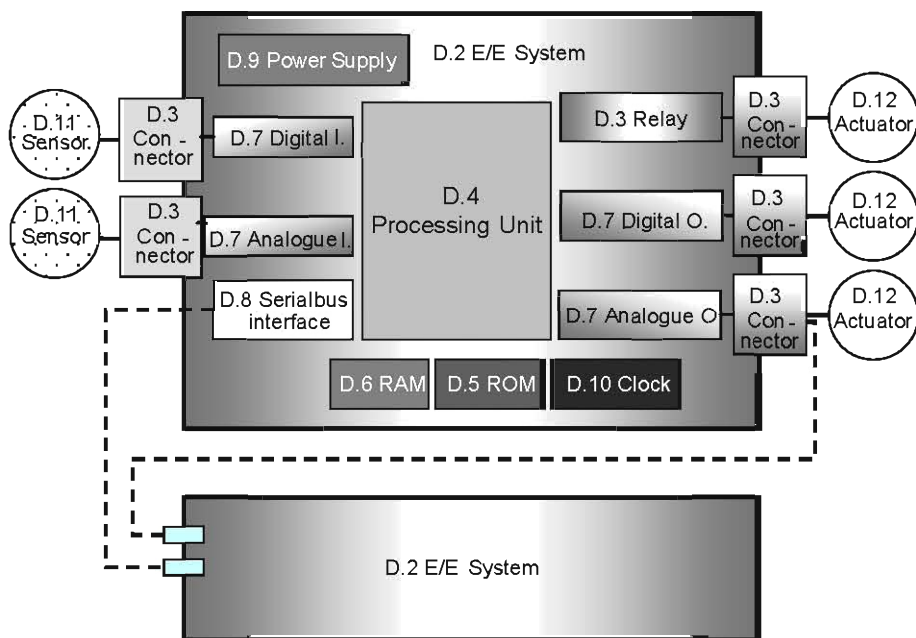 D.9 Power Supply
D.2 E/E System
D.11
Sensor
D.3
Con -
nector
D.7 Digital I.
D.11
Sensor
D.3
Con -
nector
D.7 Analogue I.
D.8 Serialbus
interface
D.4
Processing Unit
D.3 Relay
D.3
Con -
nector
D.12
Actuator
D.7 Digital O.
D.3
Con -
nector
D.12
Actuator
D.7 Analogue O
D.3
Con -
nector
D.12
Actuator
D.6 RAM
D.5 ROM
D.10 Clock
D.2 E/E System